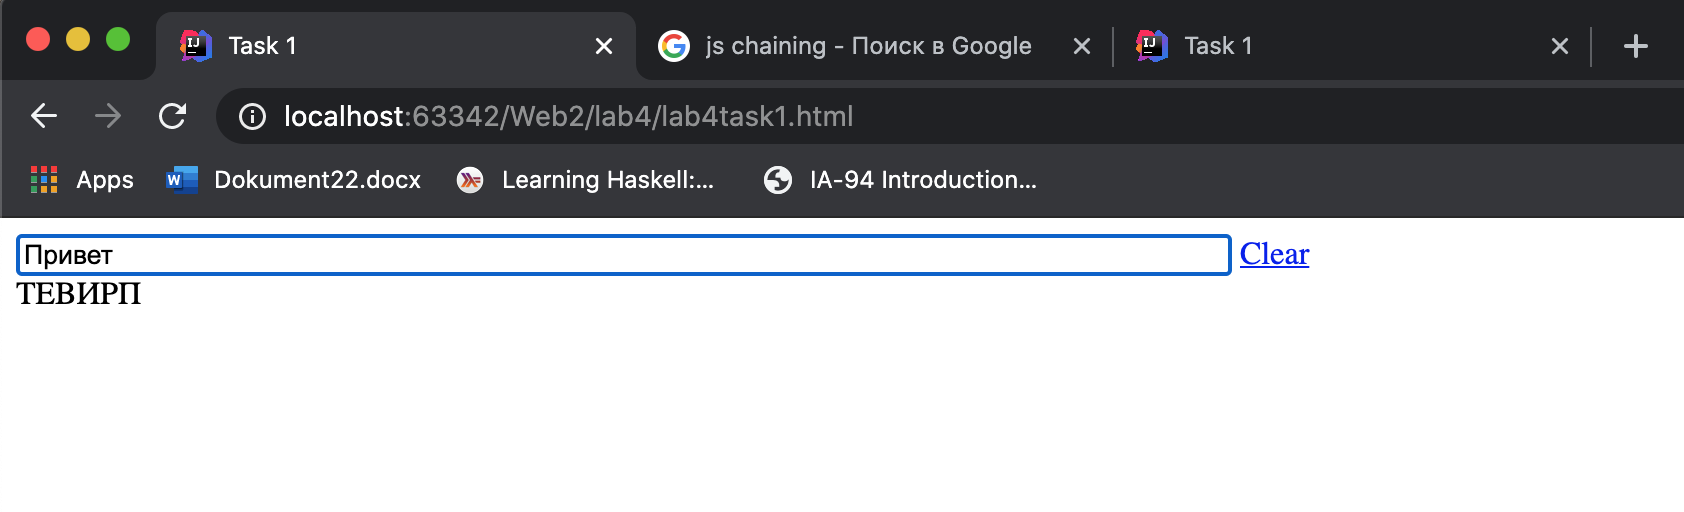 Task 1
js chaining - Поиск в Google
Task 1
localhost:63342/Web2/lab4/lab4task1.html
Apps
Dokument22.docx
Learning Haskell:...
IA-94 Introduction...
Привет Clear
ТЕВИРП